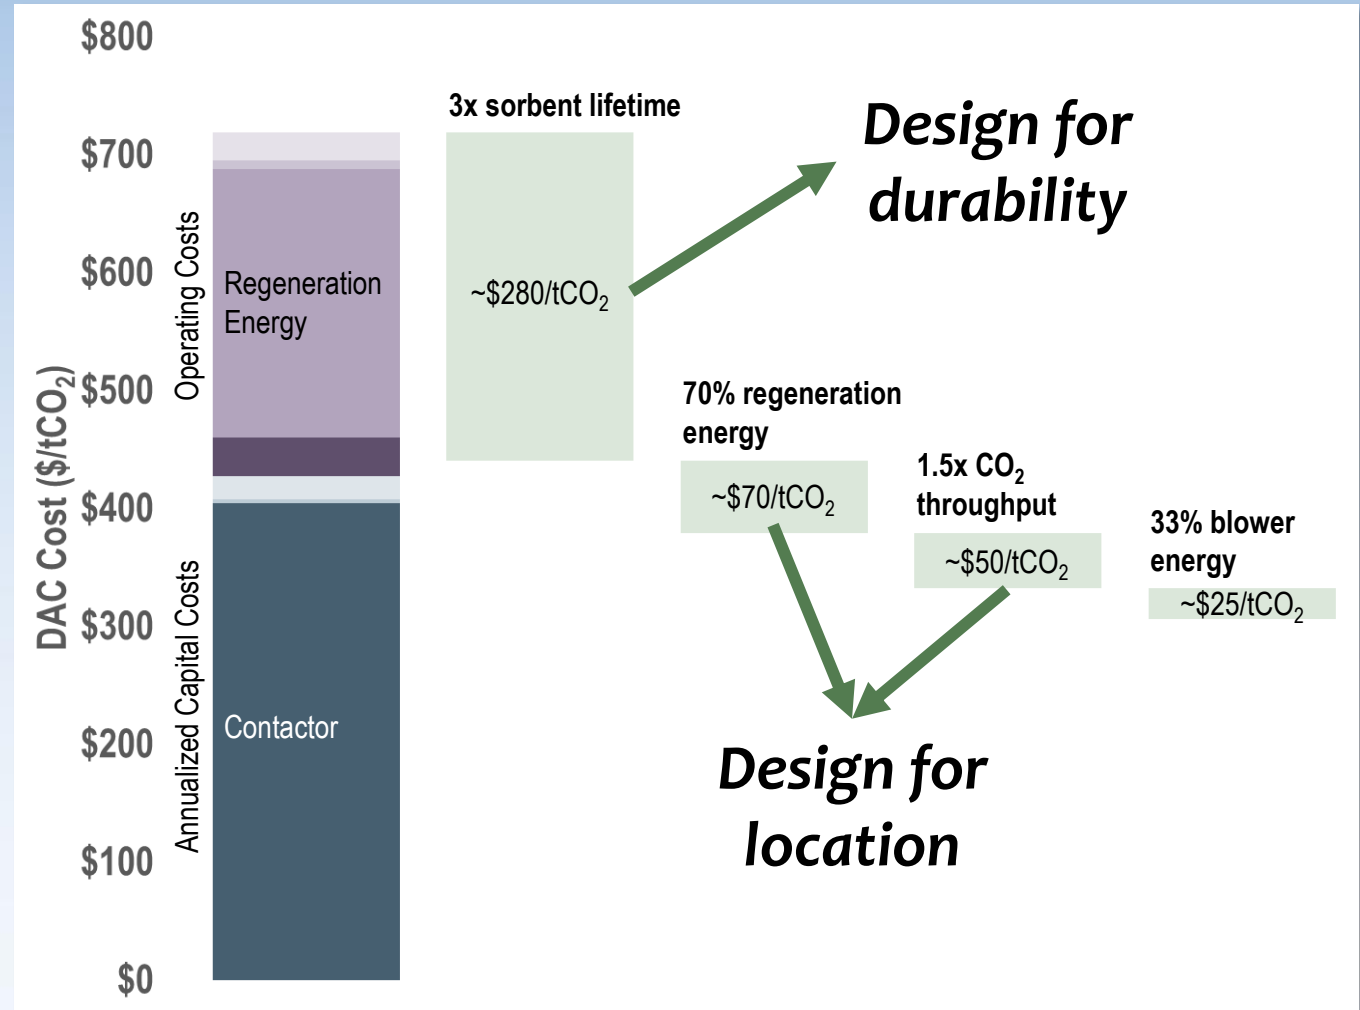 $800
$700
$600
$500
$400
$300
$200
$100
$0
DAC Cost ($/tCO₂)
Operating Costs
Annualized Capital Costs
Regeneration
Energy
Contactor
3x sorbent lifetime
~$280/tCO₂
Design for
durability
70% regeneration
energy
~$70/tCO₂
1.5x CO₂
throughput
~$50/tCO₂
33% blower
energy
~$25/tCO₂
Design for
location